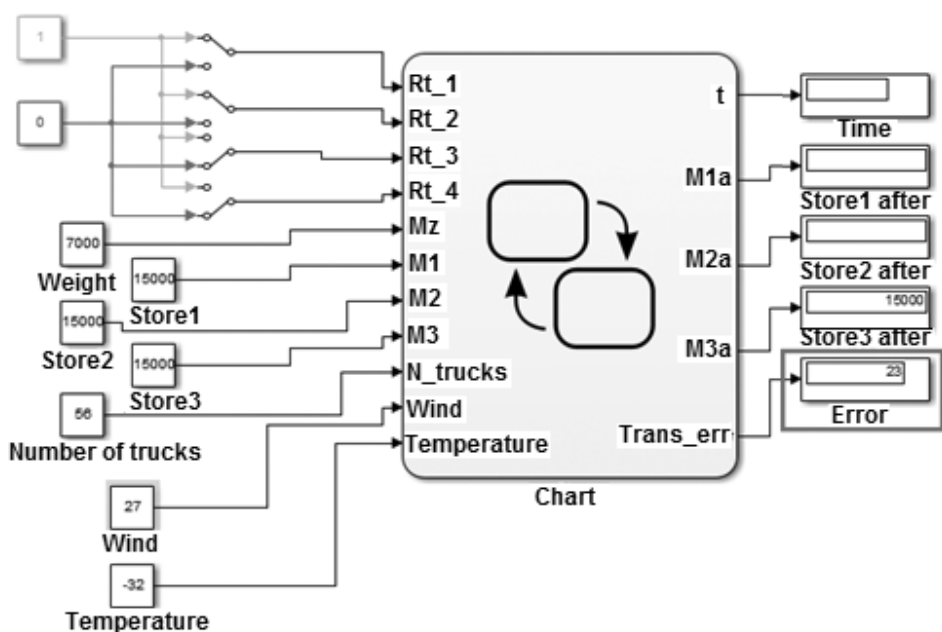 1
0
Rt_1
Rt_2
Rt_3
Rt_4
Mz
M1
M2
M3
N_trucks
Wind
Temperature
7000
Weight
15000
Store1
15000
Store2
15000
Store3
56
Number of trucks
27
Wind
-32
Temperature
Chart
t
M1a
M2a
M3a
Trans_err
Time
Store1 after
Store2 after
15000
Store3 after
23
Error